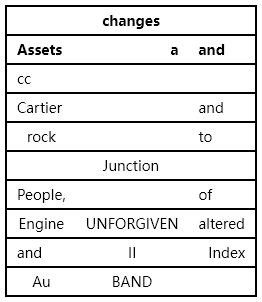 changes
Assets a and
cc
Cartier and
rock to
Junction
People, of
Engine UNFORGIVEN altered
and II Index
Au BAND